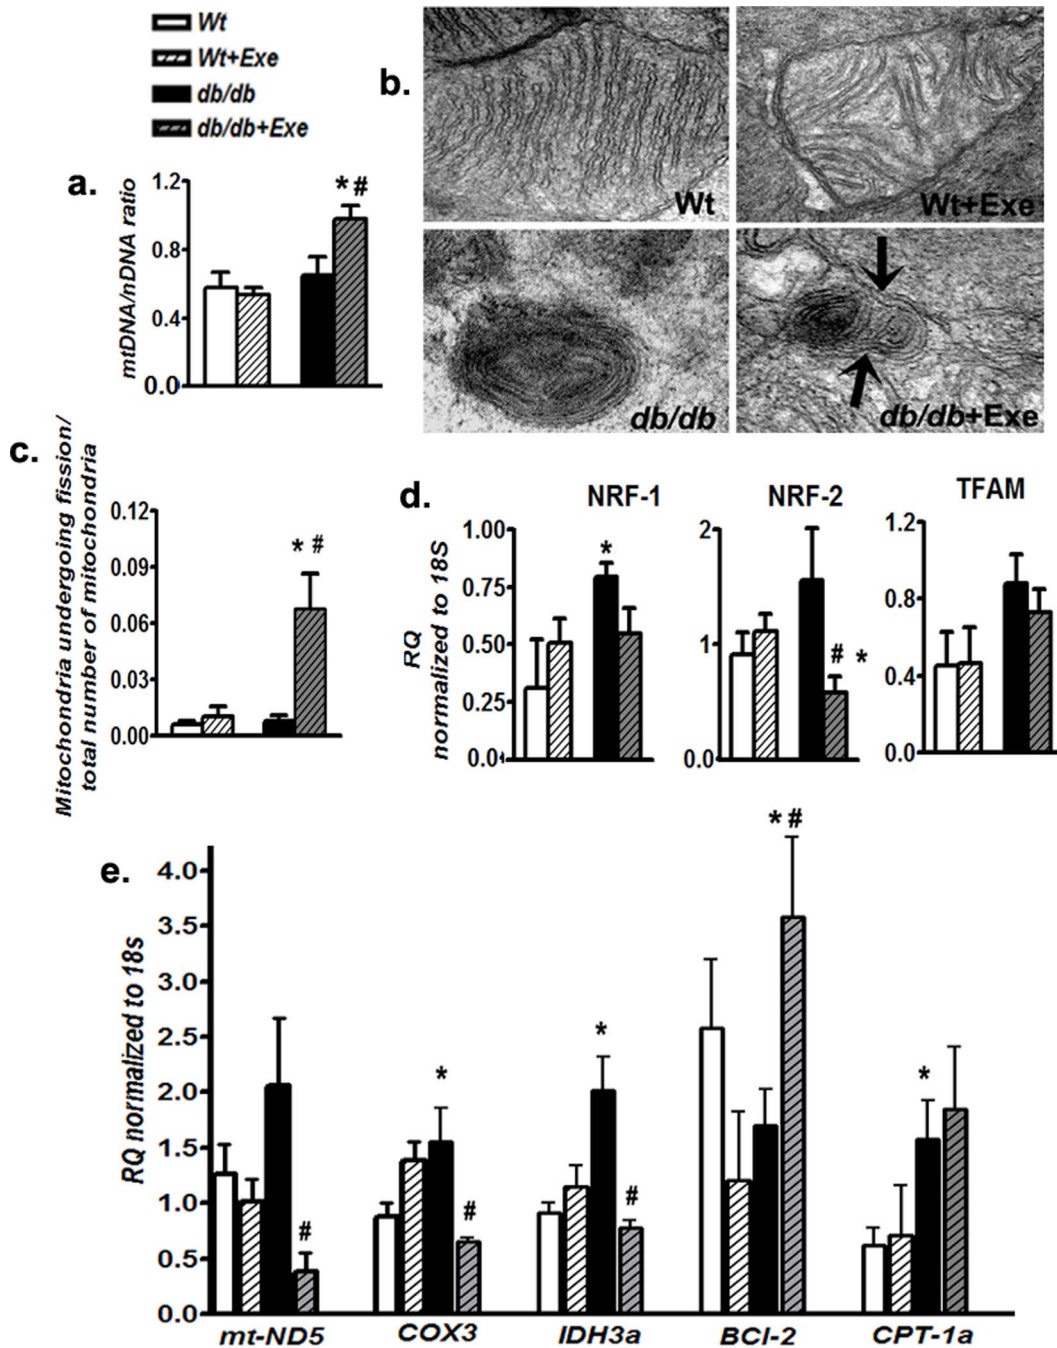 Wt
Wt+Exe
db/db
db/db+Exe
a.
mtDNA/nDNA ratio
1.2
0.8
0.4
0.0
*#
b.
Wt
Wt+Exe
db/db
db/db+Exe
c.
Mitochondria undergoing fission/
total number of mitochondria
0.12
0.09
0.06
0.03
0.00
* #
d.
RQ
normalized to 18S
NRF-1
1.00
0.75
0.50
0.25
0.0
*
NRF-2
2
1
0.0
# *
TFAM
1.2
0.8
0.4
0.0
e.
RQ normalized to 18s
4.0
3.5
3.0
2.5
2.0
1.5
1.0
0.5
0.0
#
*
#
*
#
*#
*
mt-ND5
COX3
IDH3a
BCl-2
CPT-1a